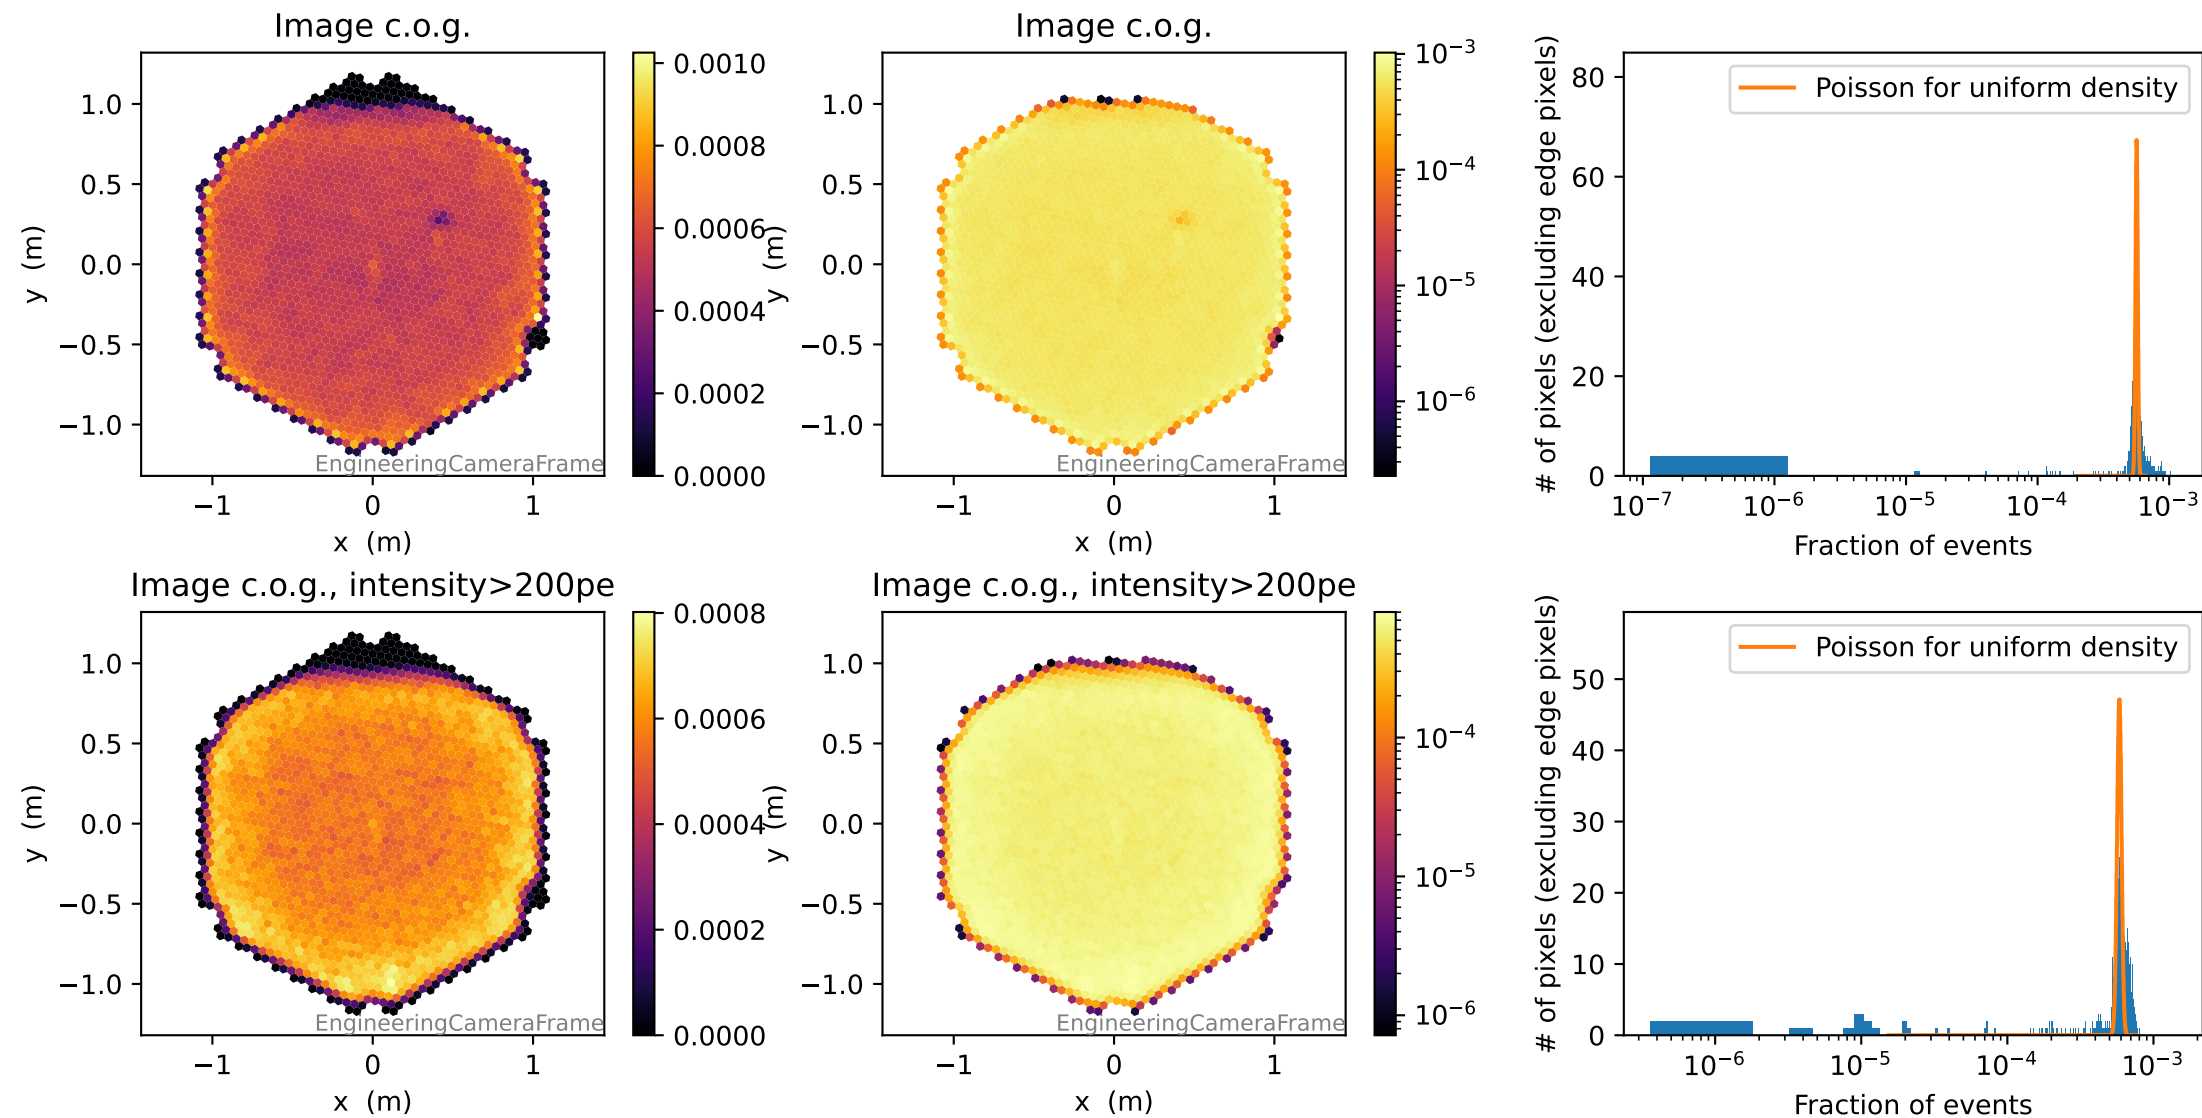 Image c.o.g.
y (m)
1.0
0.5
0.0
−0.5
−1.0
−1 0 1
x (m)
EngineeringCameraFrame
0.0010
0.0008
0.0006
0.0004
0.0002
0.0000
Image c.o.g.
y (m)
1.0
0.5
0.0
−0.5
−1.0
−1 0 1
x (m)
EngineeringCameraFrame
10−3
10−4
10−5
10−6
# of pixels (excluding edge pixels)
80
60
40
20
0
Poisson for uniform density
10−7 10−6 10−5 10−4 10−3
Fraction of events
Image c.o.g., intensity>200pe
y (m)
1.0
0.5
0.0
−0.5
−1.0
−1 0 1
x (m)
EngineeringCameraFrame
0.0008
0.0006
0.0004
0.0002
0.0000
Image c.o.g., intensity>200pe
y (m)
1.0
0.5
0.0
−0.5
−1.0
−1 0 1
x (m)
EngineeringCameraFrame
10−4
10−5
10−6
# of pixels (excluding edge pixels)
50
40
30
20
10
0
Poisson for uniform density
10−6 10−5 10−4 10−3
Fraction of events